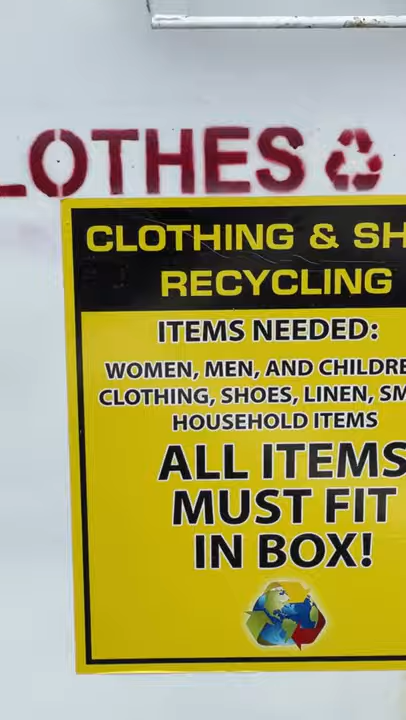 LOTHES
CLOTHING & SH
RECYCLING
ITEMS NEEDED:
WOMEN, MEN, AND CHILDRE
CLOTHING, SHOES, LINEN, SM
HOUSEHOLD ITEMS
ALL ITEMS
MUST FIT
IN BOX!